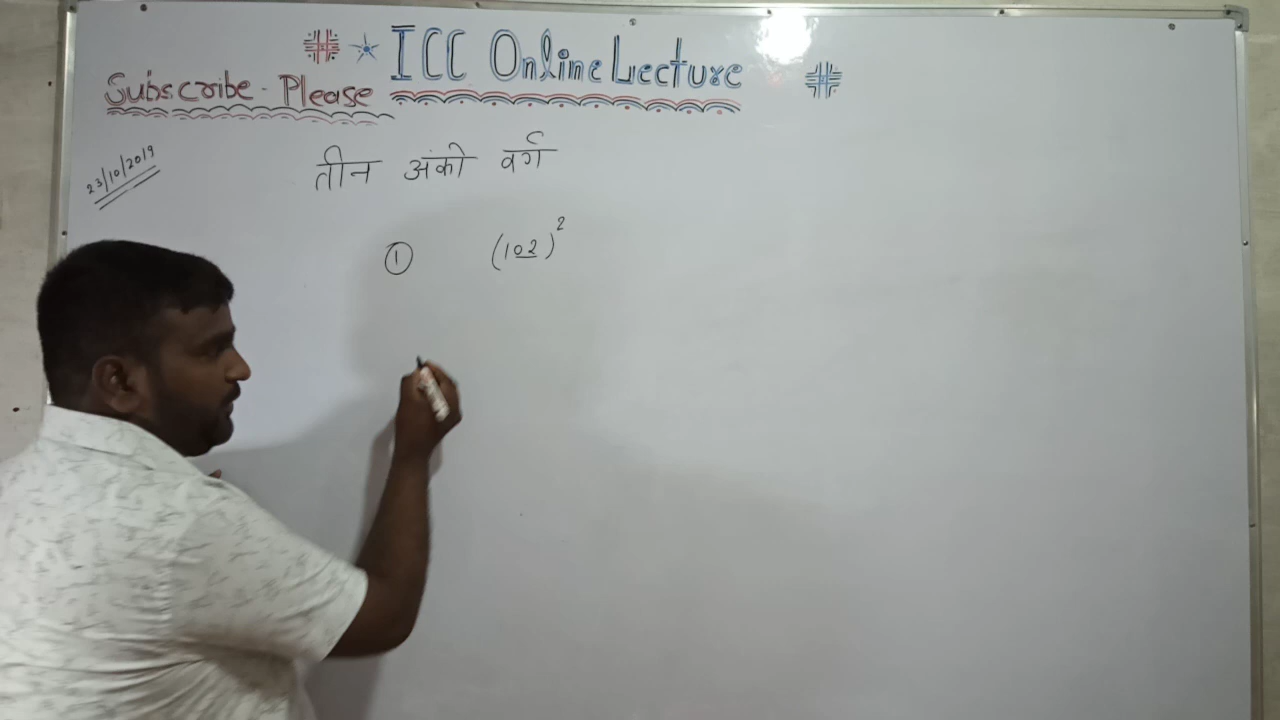 ICC Online Lecture
Subscribe - Please
23/10/2019
तीन अंकी वर्ग
① (102)²